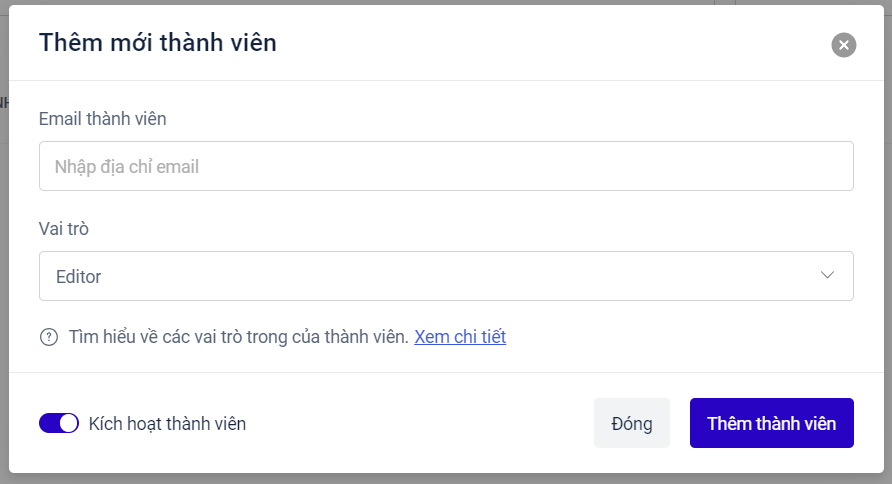 Thêm mới thành viên
Email thành viên
Nhập địa chỉ email
Vai trò
Editor
Tìm hiểu về các vai trò trong của thành viên. Xem chi tiết
Kích hoạt thành viên
Đóng
Thêm thành viên